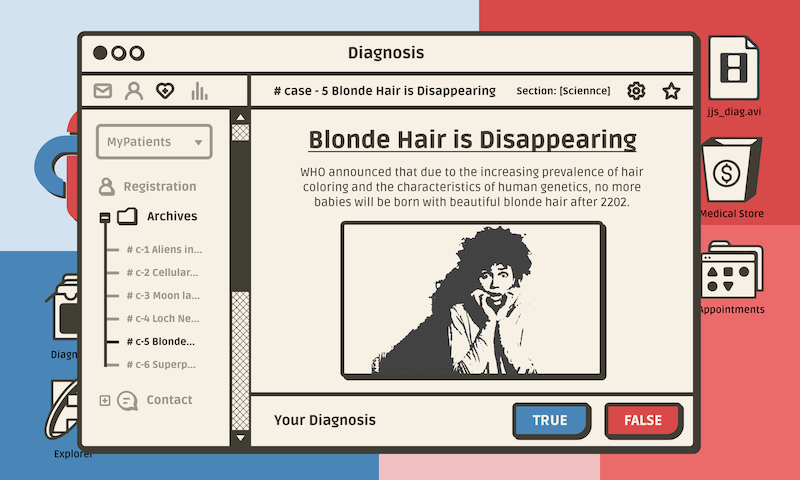 Diagnosis
# case - 5 Blonde Hair is Disappearing
Section: [Sciennce]
MyPatients
Registration
Archives
# c-1 Aliens in...
# c-2 Cellular...
# c-3 Moon la...
# c-4 Loch Ne...
# c-5 Blonde...
# c-6 Superp...
Contact
Blonde Hair is Disappearing
WHO announced that due to the increasing prevalence of hair
coloring and the characteristics of human genetics, no more
babies will be born with beautiful blonde hair after 2202.
Your Diagnosis
TRUE
FALSE
jjs_diag.avi
$
Medical Store
Appointments
Diagn
Explorer